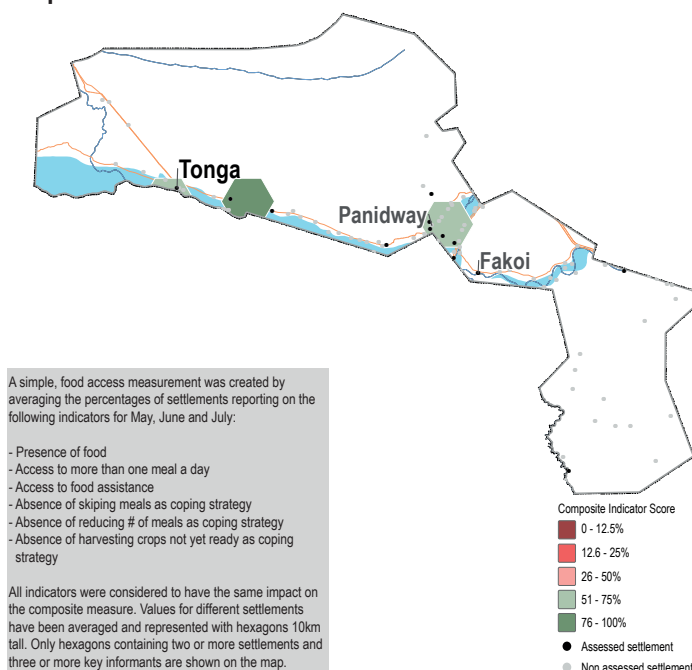 Tonga
Panidway
Fakoi
A simple, food access measurement was created by
averaging the percentages of settlements reporting on the
following indicators for May, June and July:
- Presence of food
- Access to more than one meal a day
- Access to food assistance
- Absence of skiping meals as coping strategy
- Absence of reducing # of meals as coping strategy
- Absence of harvesting crops not yet ready as coping
strategy
All indicators were considered to have the same impact on
the composite measure. Values for different settlements
have been averaged and represented with hexagons 10km
tall. Only hexagons containing two or more settlements and
three or more key informants are shown on the map.
Composite Indicator Score
0 - 12.5%
12.6 - 25%
26 - 50%
51 - 75%
76 - 100%
Assessed settlement
Non assessed settlement